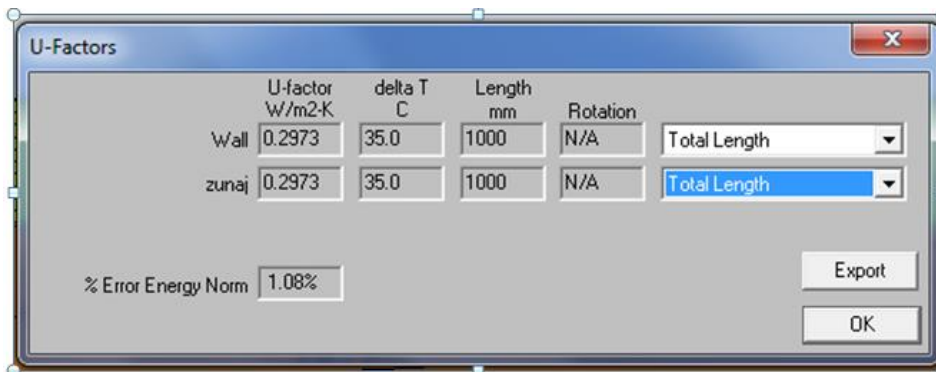 U-Factors
U-factor delta T Length
W/m2-K C mm Rotation
Wall 0.2973 35.0 1000 N/A Total Length
zunaj 0.2973 35.0 1000 N/A Total Length
% Error Energy Norm 1.08%
Export
OK